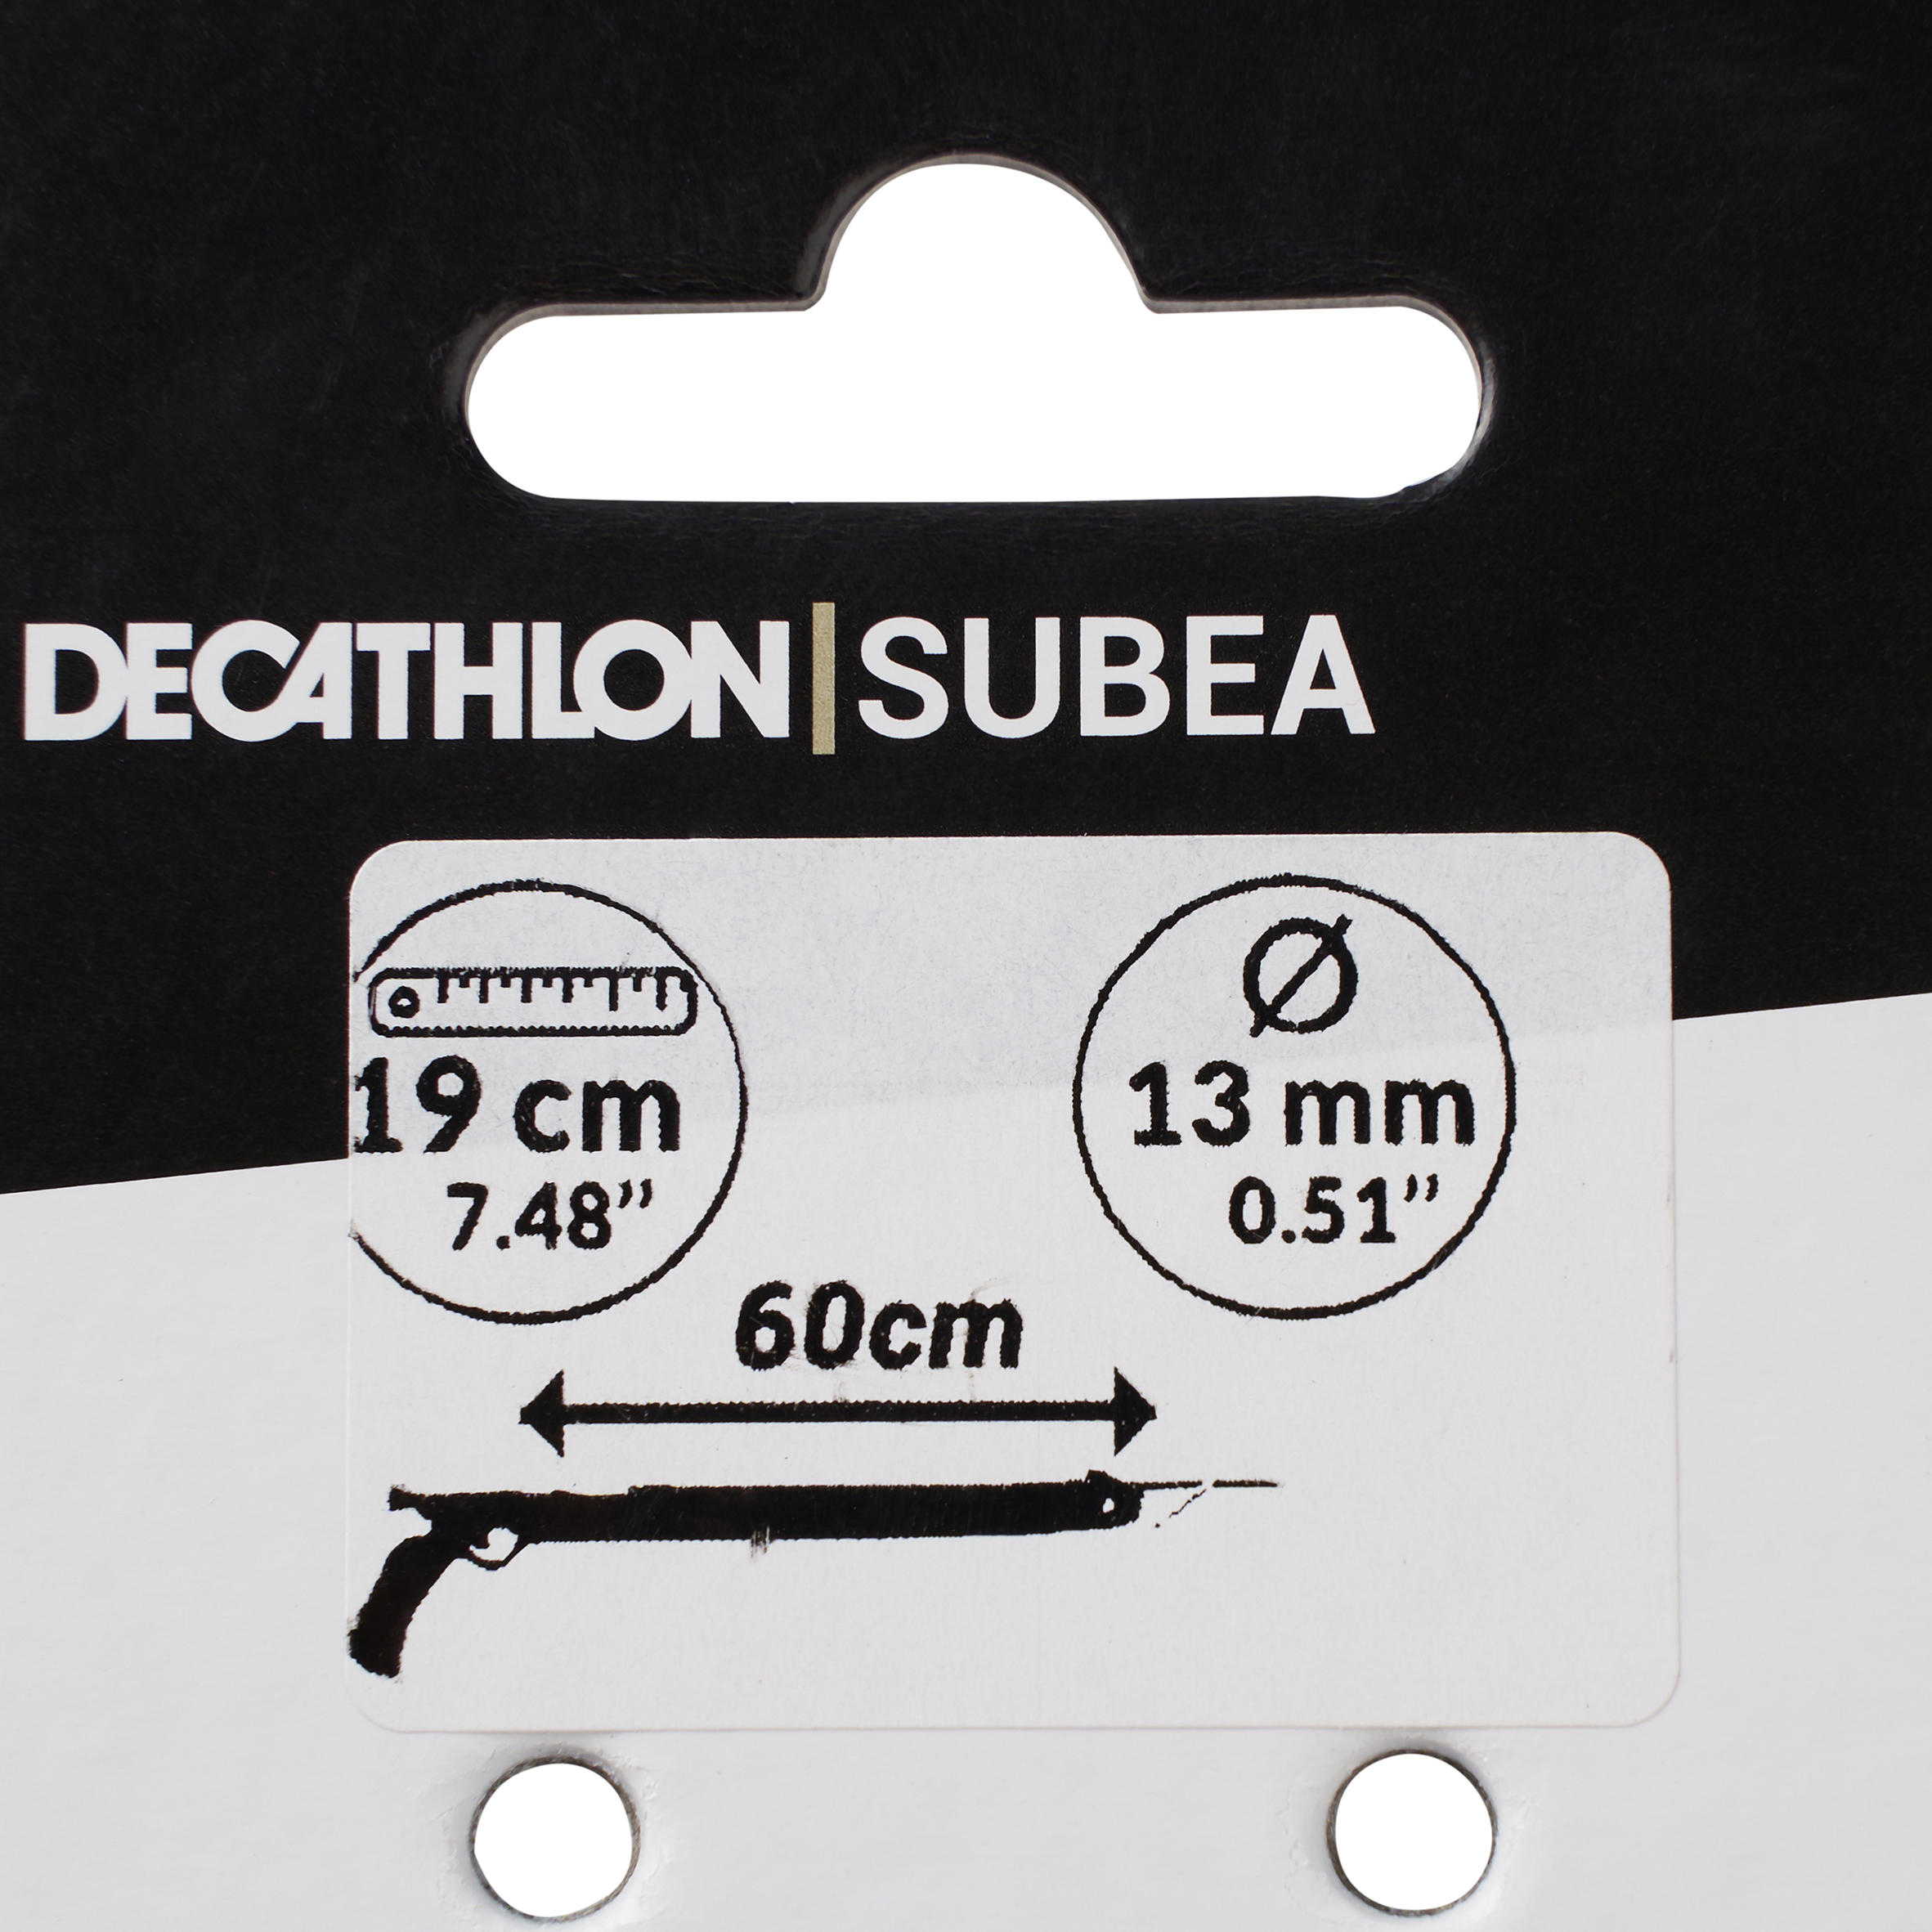 DECATHLON | SUBEA
Ø
19 cm
13 mm
7.48”
0.51”
60cm